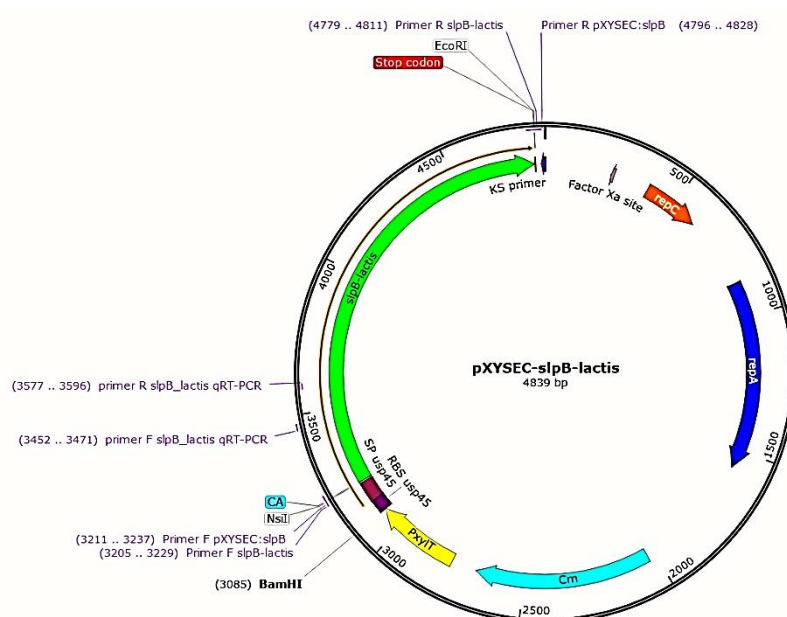 (4779 .. 4811) Primer R slpB-lactis
Primer R pXYSEC:slpB (4796 .. 4828)
EcoRI
Stop codon
4500
500
KS primer
Factor Xa site
repC
4000
slpB-lactis
1000
pXYSEC-slpB-lactis
4839 bp
repA
(3577 .. 3596) primer R slpB_lactis qRT-PCR
3500
(3452 .. 3471) primer F slpB_lactis qRT-PCR
1500
SP usp45
RBS usp45
CA
NsiI
(3211 .. 3237) Primer F pXYSEC:slpB
(3205 .. 3229) Primer F slpB-lactis
PxylT
3000
(3085) BamHI
Cm
2000
2500